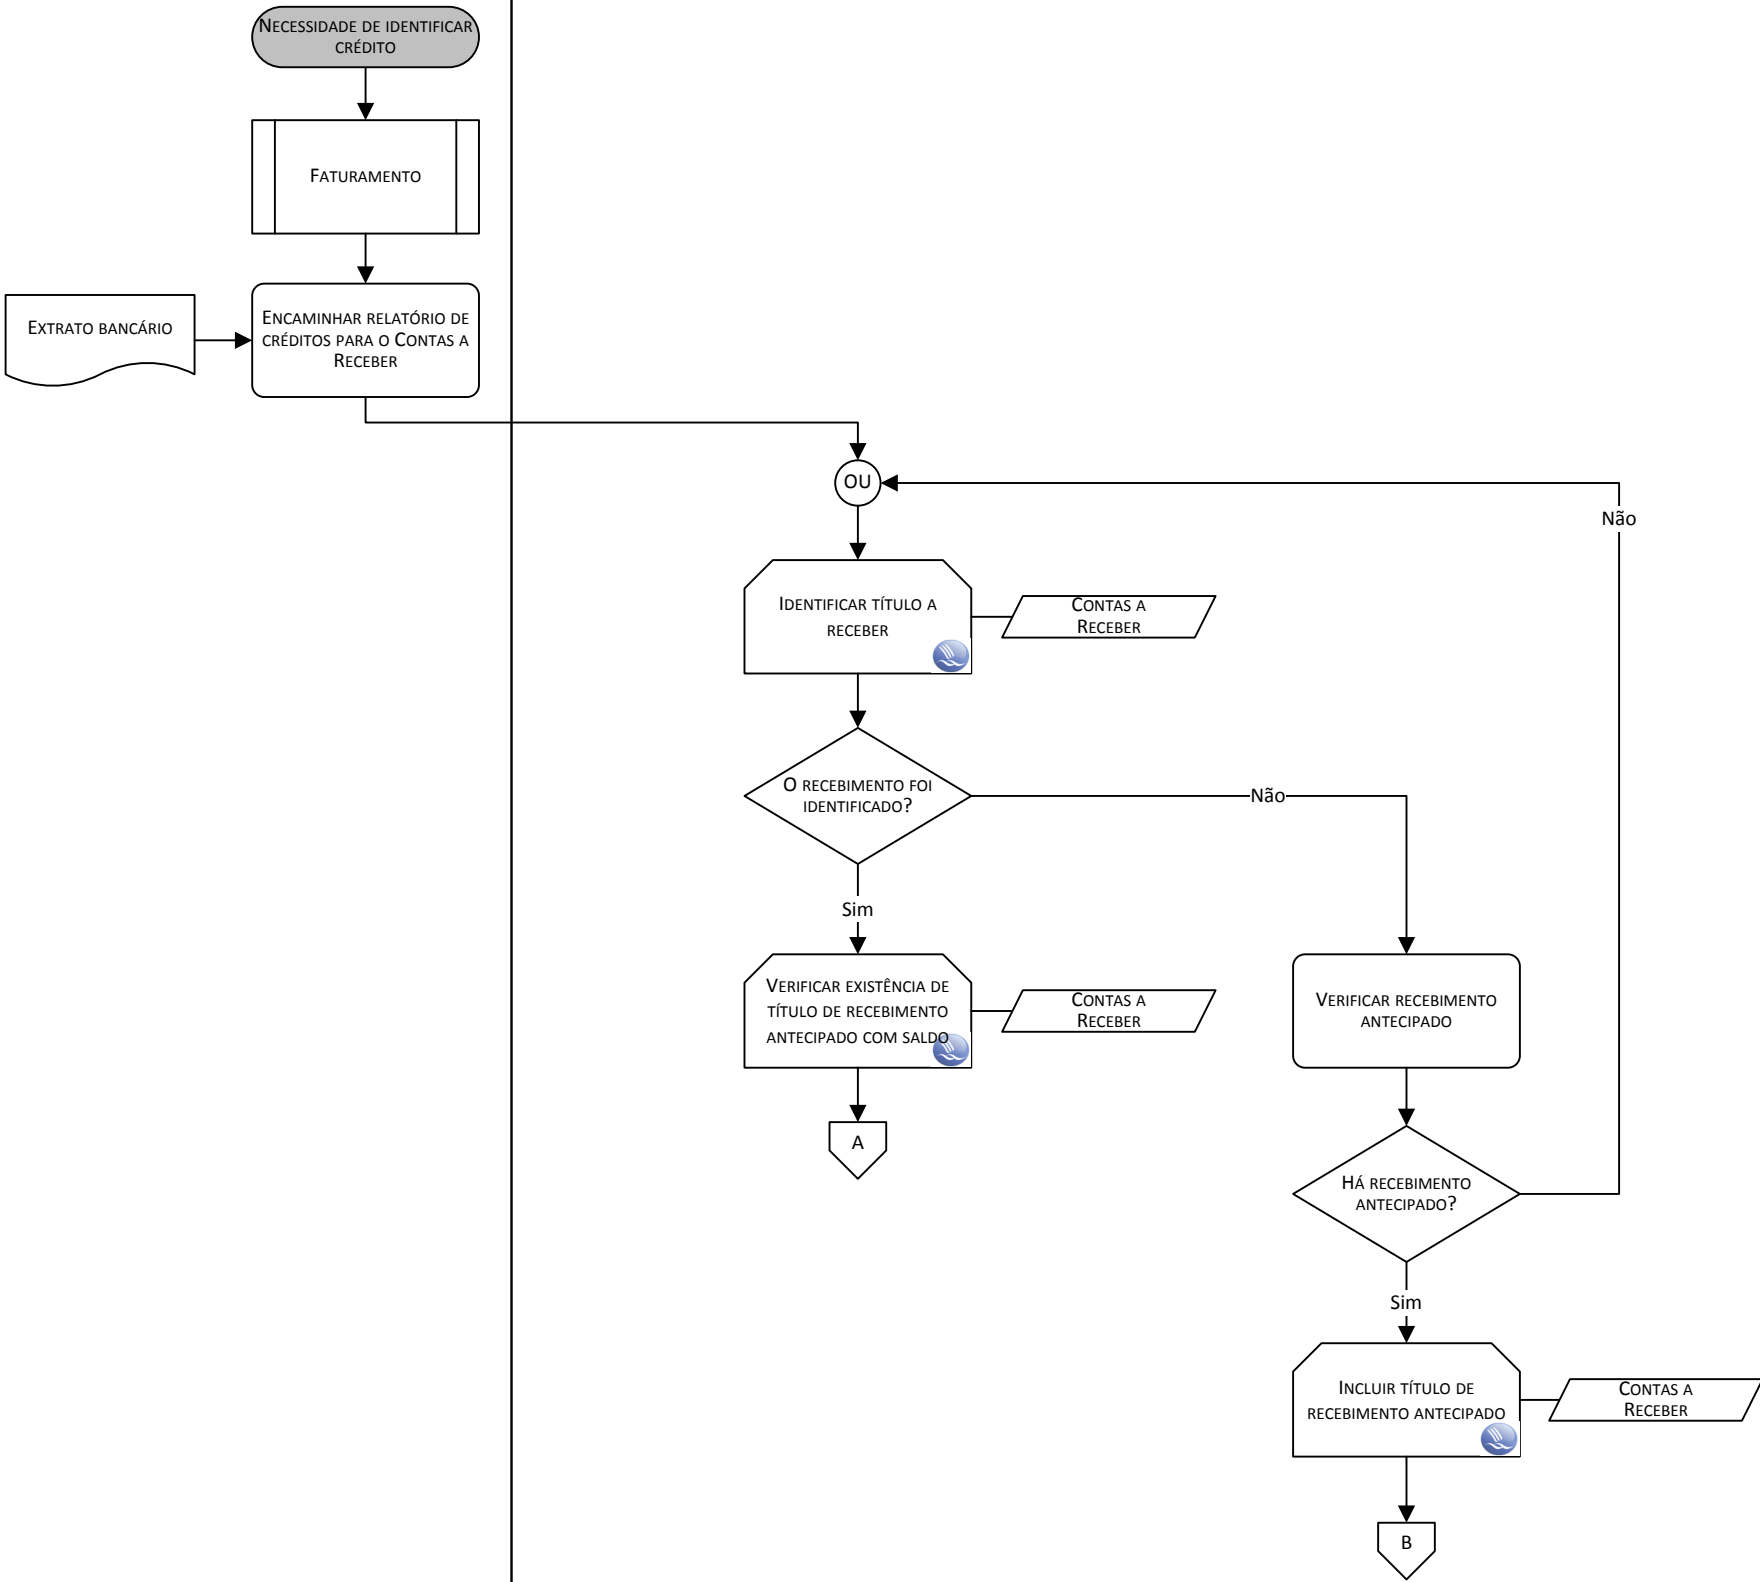 Necessidade de identificar
crédito
Faturamento
Extrato bancário
Encaminhar relatório de
créditos para o Contas a
Receber
OU
Não
Identificar título a
receber
Contas a
Receber
O recebimento foi
identificado?
Não
Sim
Verificar existência de
título de recebimento
antecipado com saldo
Contas a
Receber
Verificar recebimento
antecipado
A
Há recebimento
antecipado?
Sim
Incluir título de
recebimento antecipado
Contas a
Receber
B